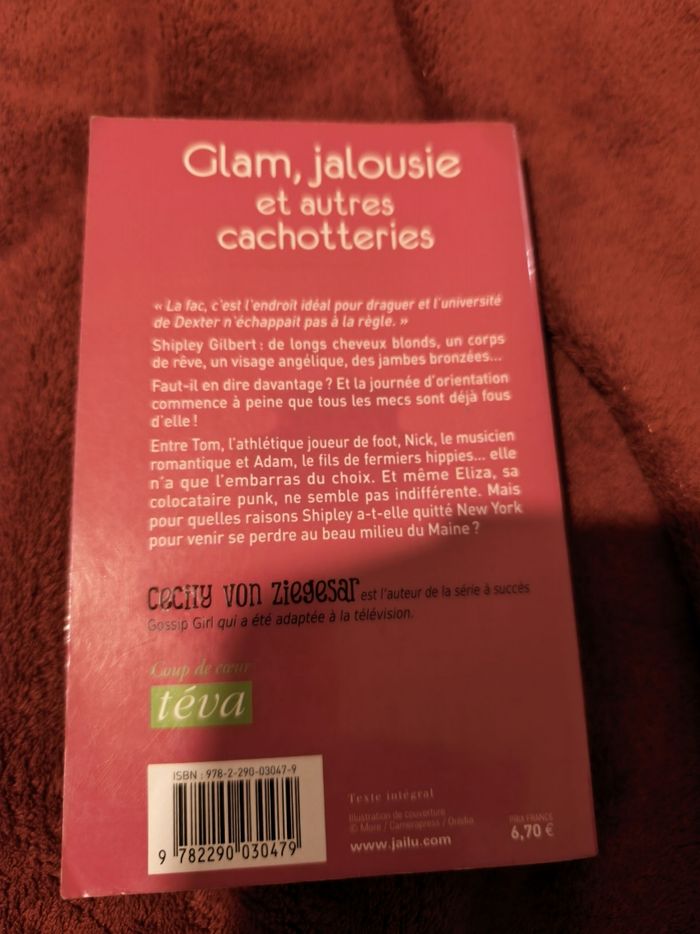 Glam, jalousie
et autres
cachotteries
« La fac, c'est l'endroit idéal pour draguer et l'université
de Dexter n'échappait pas à la règle. »
Shipley Gilbert : de longs cheveux blonds, un corps
de rêve, un visage angélique, des jambes bronzées...
Faut-il en dire davantage ? Et la journée d'orientation
commence à peine que tous les mecs sont déjà fous
d'elle !
Entre Tom, l'athlétique joueur de foot, Nick, le musicien
romantique et Adam, le fils de fermiers hippies... elle
n'a que l'embarras du choix. Et même Eliza, sa
colocataire punk, ne semble pas indifférente. Mais
pour quelles raisons Shipley a-t-elle quitté New York
pour venir se perdre au beau milieu du Maine ?
Cecily von Ziegesar est l'auteur de la série à succès
Gossip Girl qui a été adaptée à la télévision.
Coup de cœur
téva
ISBN : 978-2-290-03047-9
9 782290 030479
Texte intégral
Illustration de couverture
© More / Camerapress / Ovidia
www.jailu.com
PRIX FRANCE
6,70 €